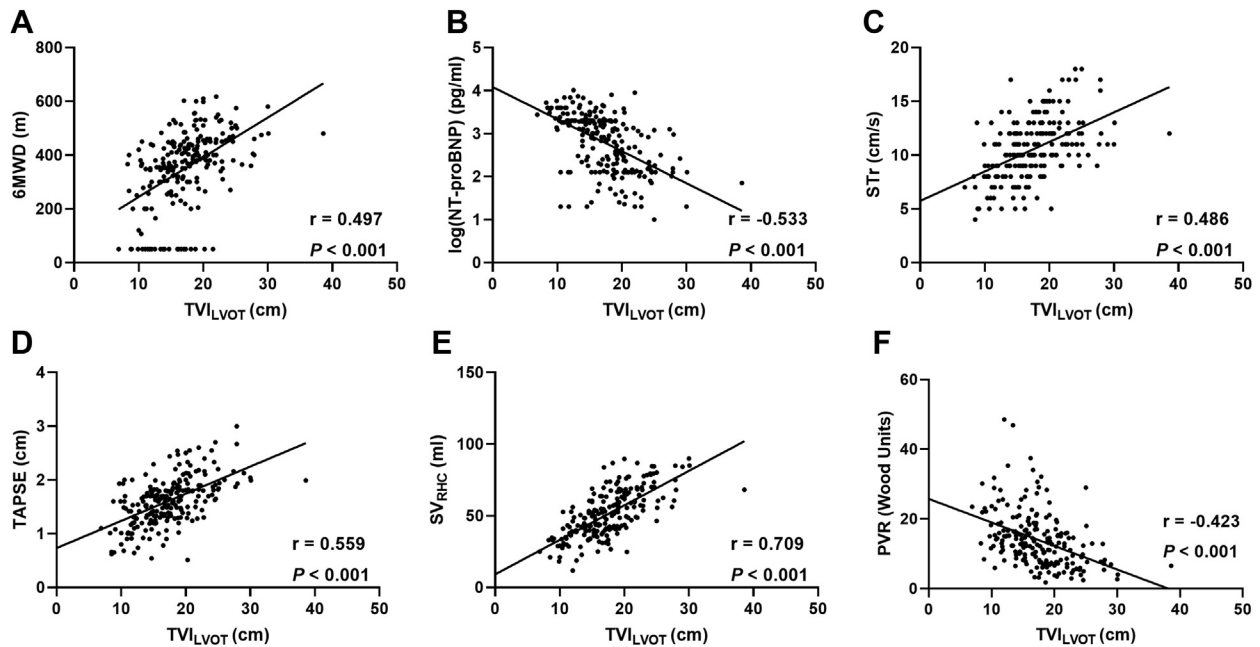 A
800
600
400
200
0
6MWD (m)
0 10 20 30 40 50
TVILVOT (cm)
r = 0.497
P < 0.001
B
5
4
3
2
1
0
log(NT-proBNP) (pg/ml)
0 10 20 30 40 50
TVILVOT (cm)
r = -0.533
P < 0.001
C
20
15
10
5
0
STr (cm/s)
0 10 20 30 40 50
TVILVOT (cm)
r = 0.486
P < 0.001
D
4
3
2
1
0
TAPSE (cm)
0 10 20 30 40 50
TVILVOT (cm)
r = 0.559
P < 0.001
E
150
100
50
0
SVRHC (ml)
0 10 20 30 40 50
TVILVOT (cm)
r = 0.709
P < 0.001
F
60
40
20
0
PVR (Wood Units)
0 10 20 30 40 50
TVILVOT (cm)
r = -0.423
P < 0.001